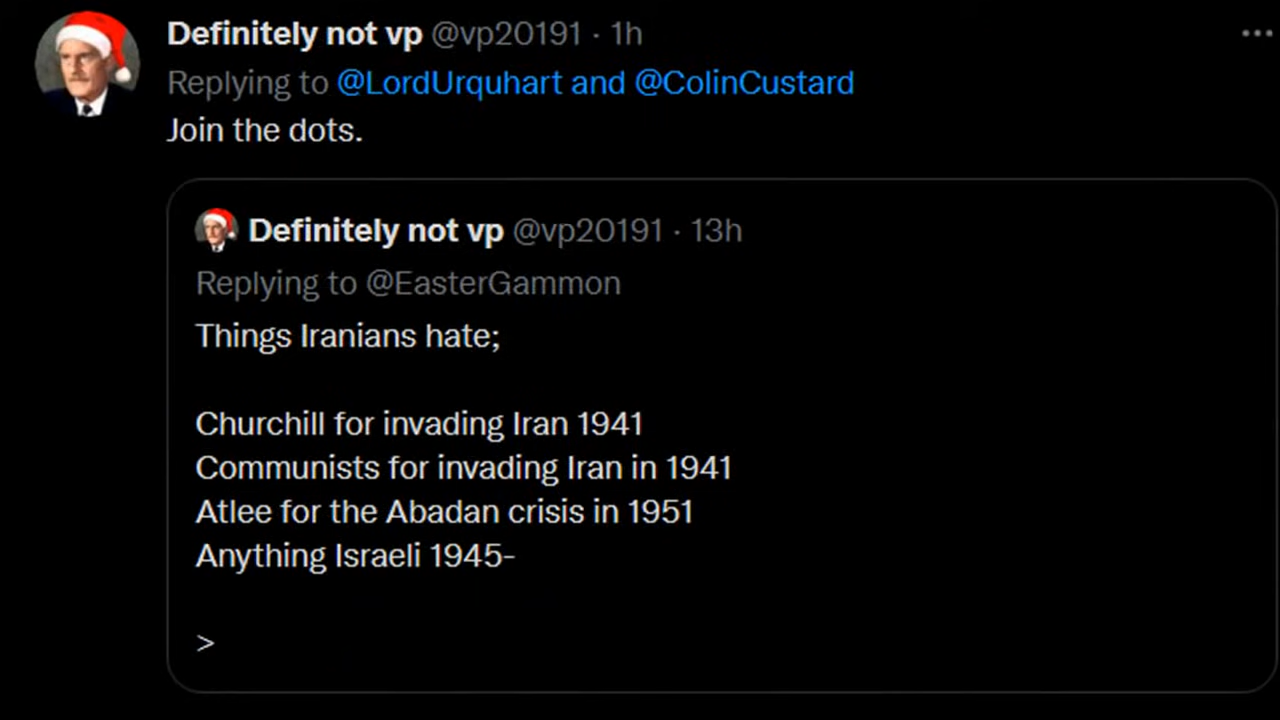 Definitely not vp @vp20191 · 1h
Replying to @LordUrquhart and @ColinCustard
Join the dots.
Definitely not vp @vp20191 · 13h
Replying to @EasterGammon
Things Iranians hate;
Churchill for invading Iran 1941
Communists for invading Iran in 1941
Atlee for the Abadan crisis in 1951
Anything Israeli 1945-
>